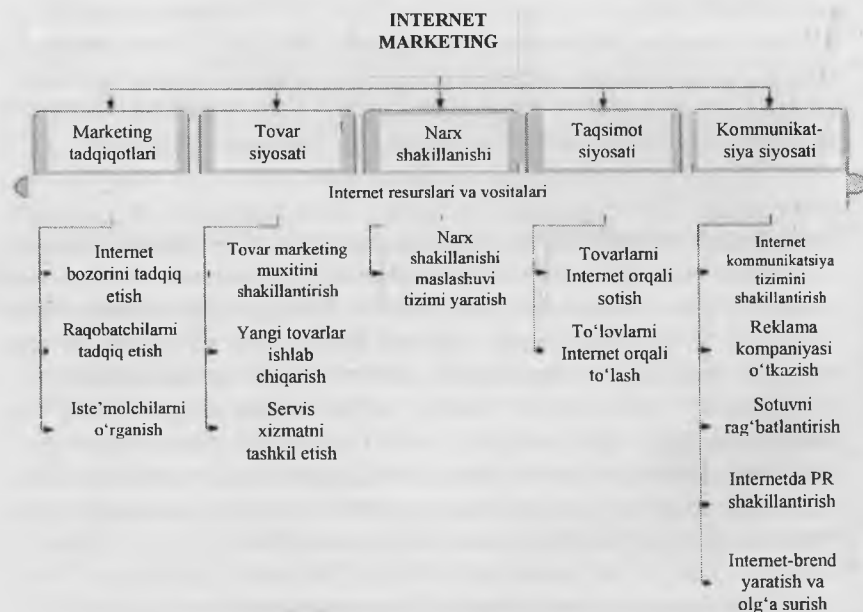 INTERNET
MARKETING
Marketing
tadqiqotlari
Tovar
siyosati
Narx
shakillanishi
Taqsimot
siyosati
Kommunikat-
siya siyosati
Internet resurslari va vositalari
Internet
bozorini tadqiq
etish
Raqobatchilarni
tadqiq etish
Iste’molchilarni
o‘rganish
Tovar marketing
muxitini
shakillantirish
Yangi tovarlar
ishlab
chiqarish
Servis
xizmatni
tashkil etish
Narx
shakillanishi
maslashuvi
tizimi yaratish
Tovarlarni
Internet orqali
sotish
To‘lovlarni
Internet orqali
to‘lash
Internet
kommunikatsiya
tizimini
shakillantirish
Reklama
kompaniyasi
o‘tkazish
Sotuvni
rag‘batlantirish
Internetda PR
shakillantirish
Internet-brend
yaratish va
olg‘a surish